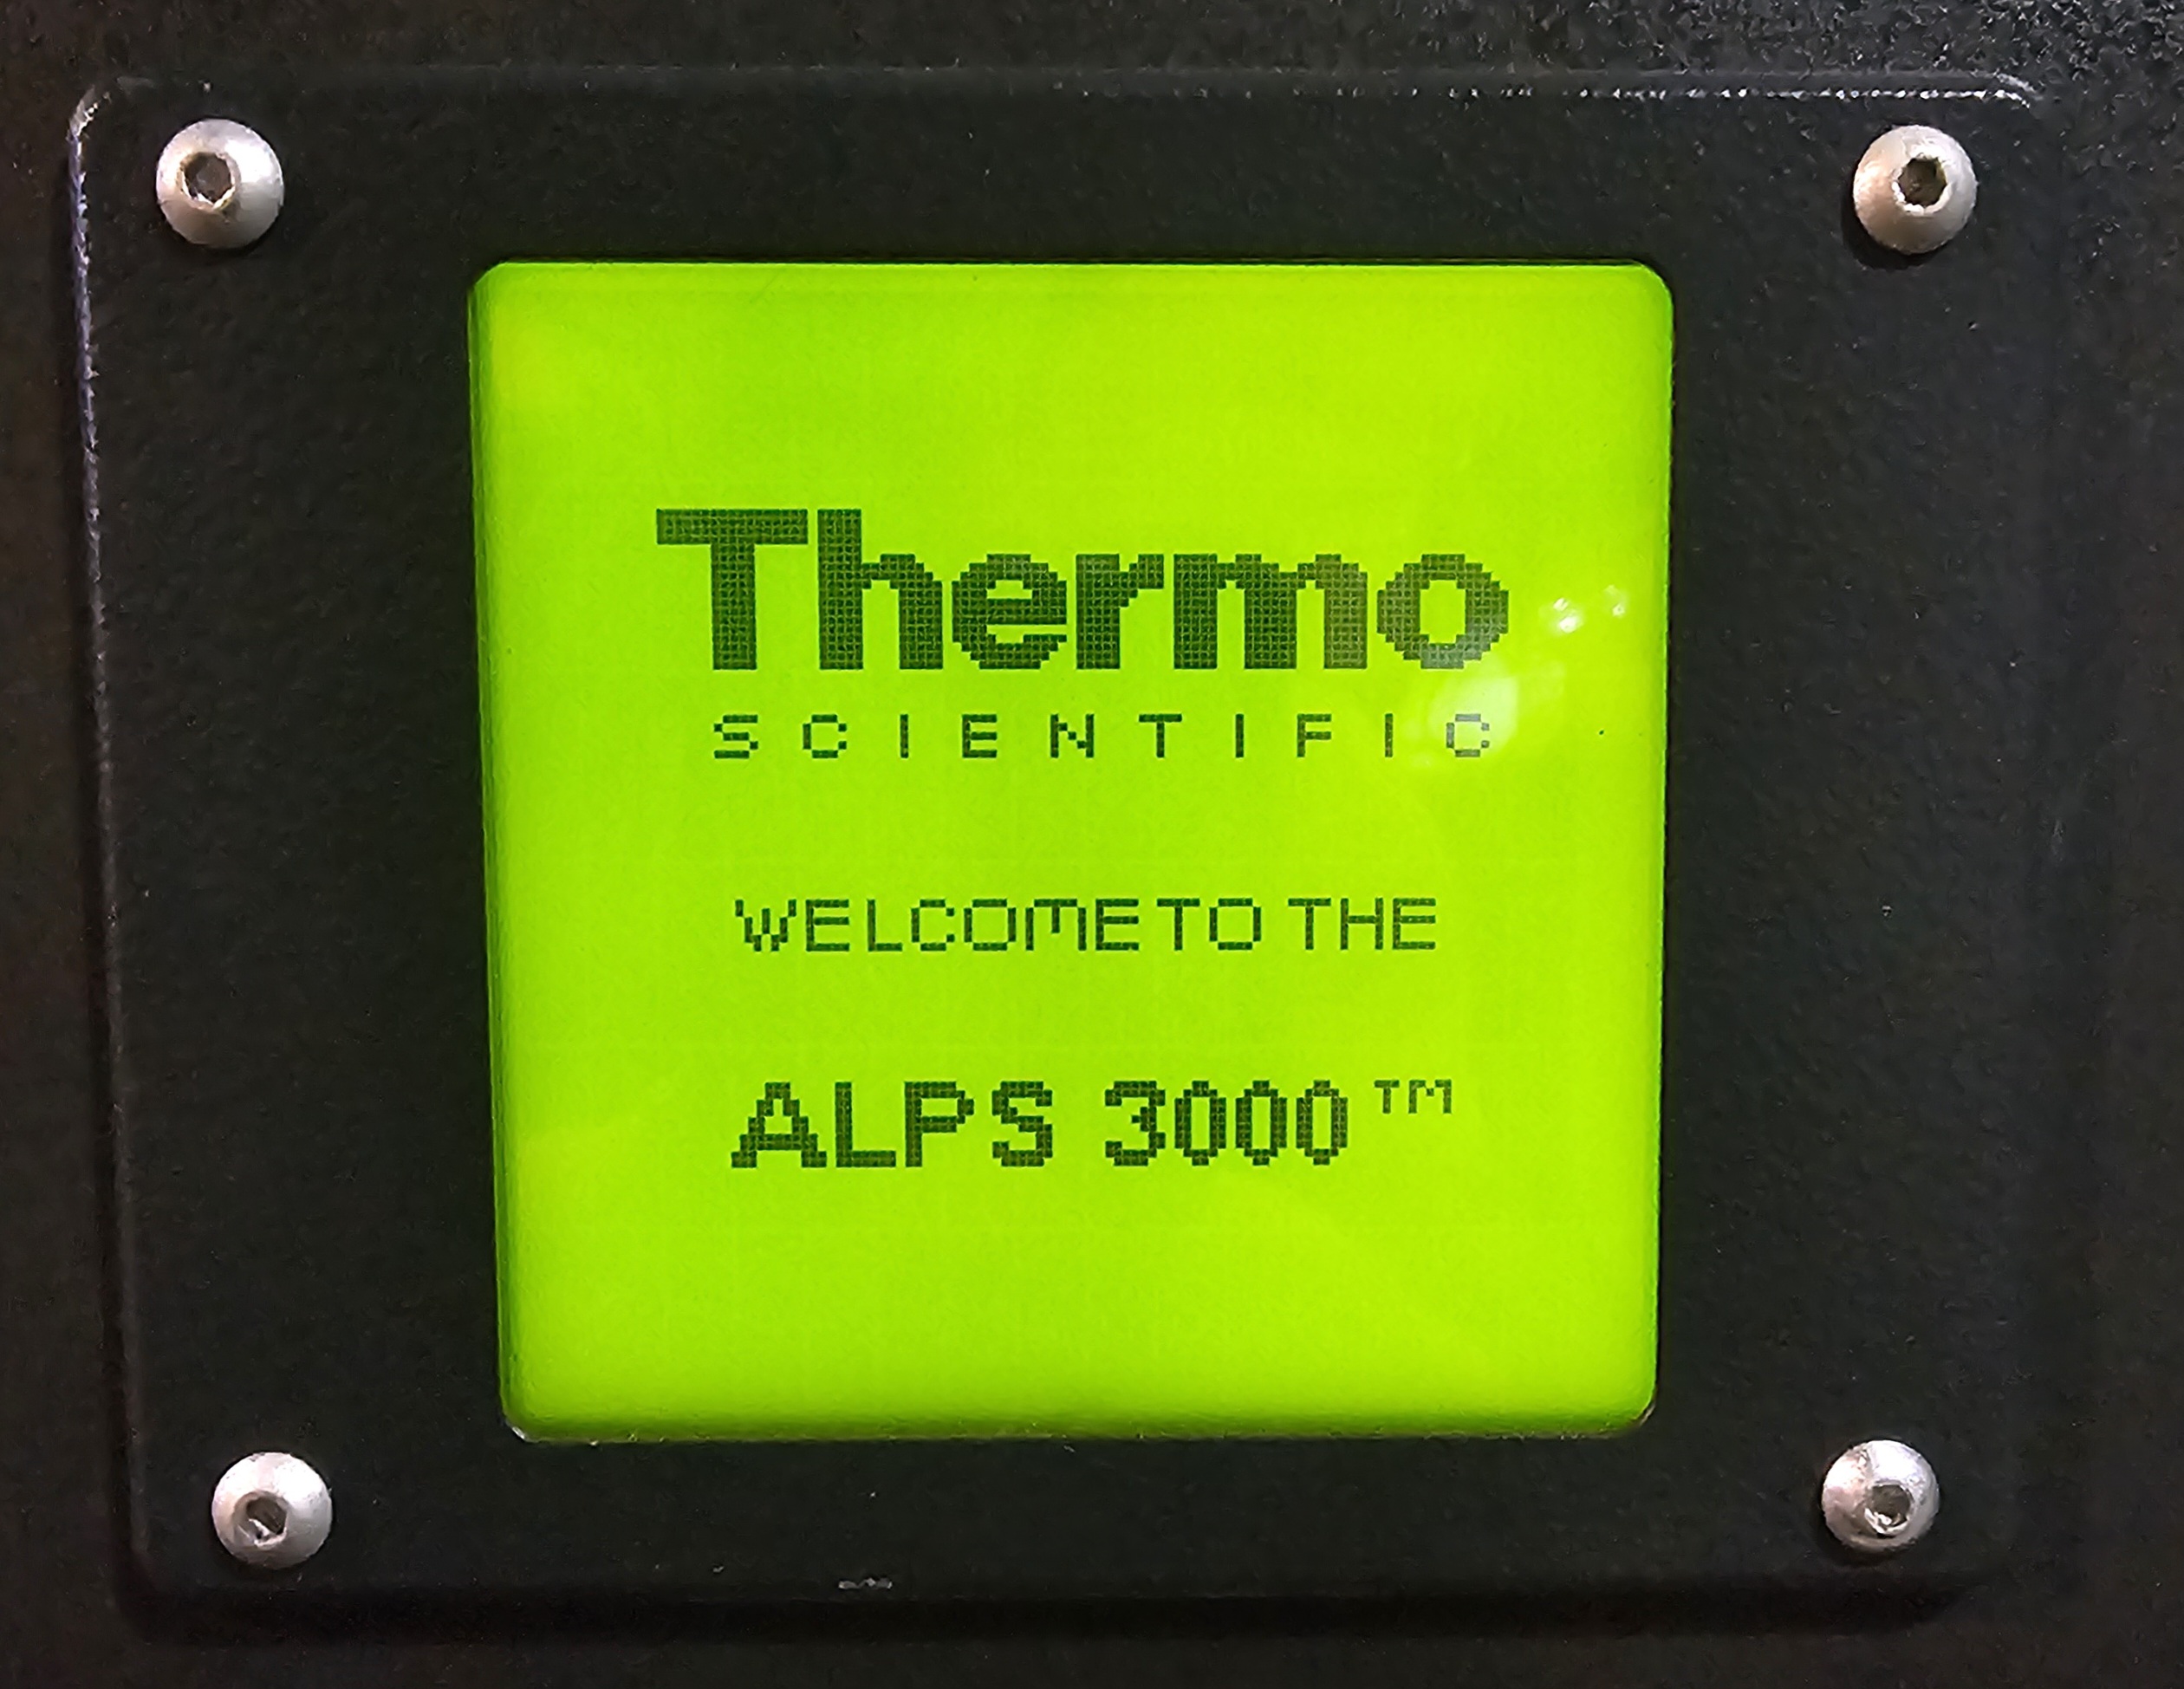 Thermo
SCIENTIFIC
WELCOME TO THE
ALPS 3000™